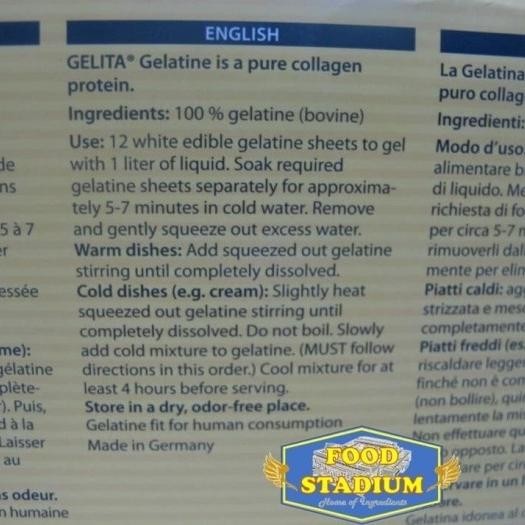 ENGLISH
GELITA® Gelatine is a pure collagen
protein.
Ingredients: 100 % gelatine (bovine)
Use: 12 white edible gelatine sheets to gel
with 1 liter of liquid. Soak required
gelatine sheets separately for approxima-
tely 5-7 minutes in cold water. Remove
and gently squeeze out excess water.
Warm dishes: Add squeezed out gelatine
stirring until completely dissolved.
Cold dishes (e.g. cream): Slightly heat
squeezed out gelatine stirring until
completely dissolved. Do not boil. Slowly
add cold mixture to gelatine. (MUST follow
directions in this order.) Cool mixture for at
least 4 hours before serving.
Store in a dry, odor-free place.
Gelatine fit for human consumption
Made in Germany
de
ns
5 à 7
er
essée
me):
gélatine
plète-
). Puis,
d à la
Laisser
au
s odeur.
n humaine
La Gelatina
puro collag
Ingredienti:
Modo d'uso
alimentare b
di liquido. Me
richiesta di fo
per circa 5-7 m
rimuoverli dal
mente per elim
Piatti caldi: ag
strizzata e mes
completamente
Piatti freddi (es.
riscaldare legge
finché non è com
(non bollire), qui
lentamente la mi
Non effettuare qu
opposto. La
are per cir
rvare in un l
ore.
Gelatina idonea al
FOOD
STADIUM
Home of Ingredients